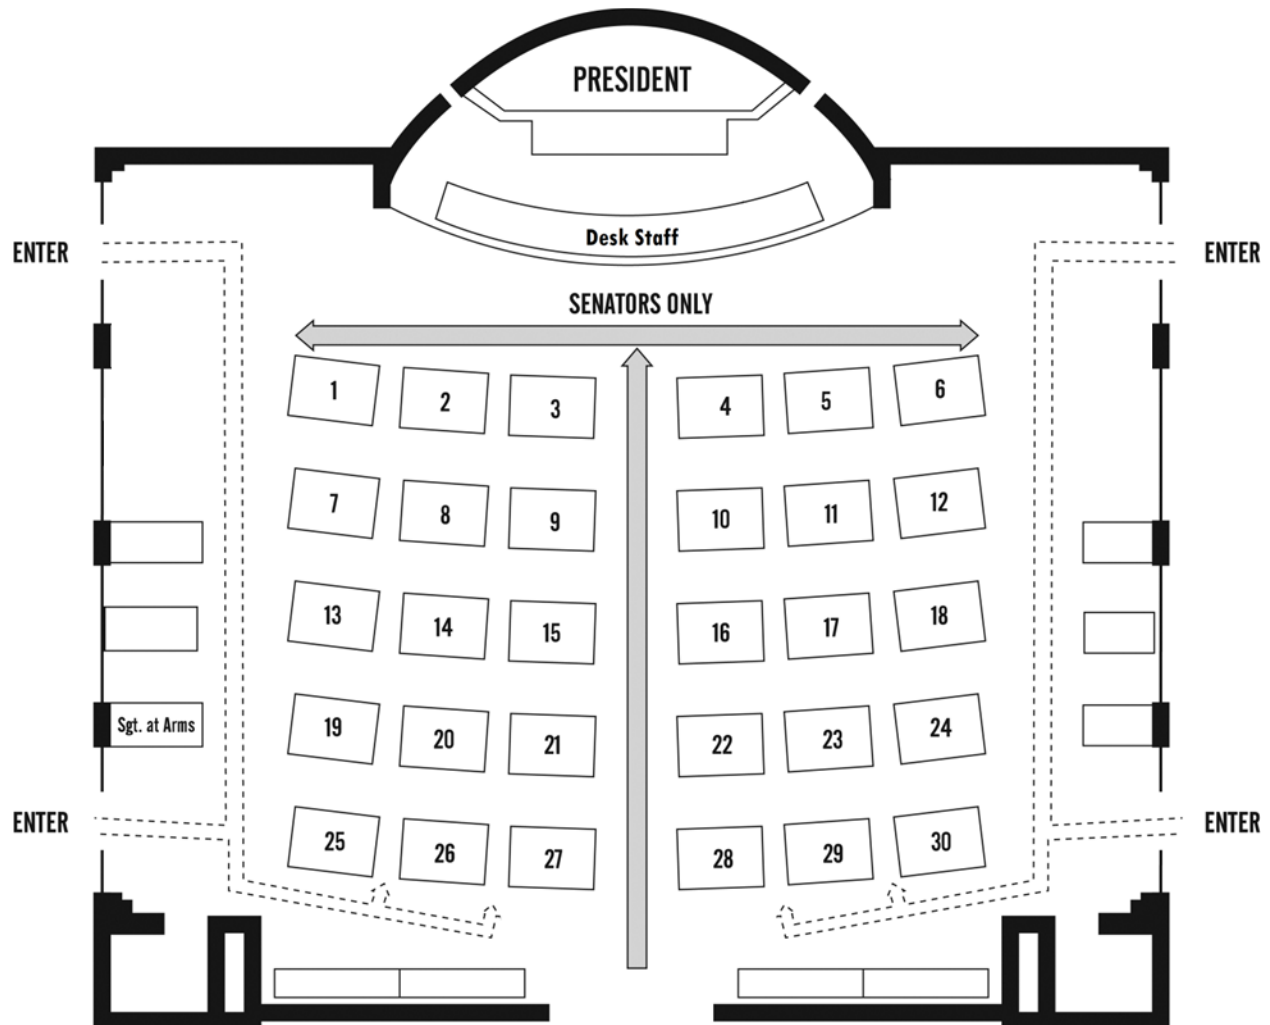 PRESIDENT
Desk Staff
ENTER
ENTER
SENATORS ONLY
1 2 3 4 5 6
7 8 9 10 11 12
13 14 15 16 17 18
19 20 21 22 23 24
Sgt. at Arms
ENTER
ENTER
25 26 27 28 29 30